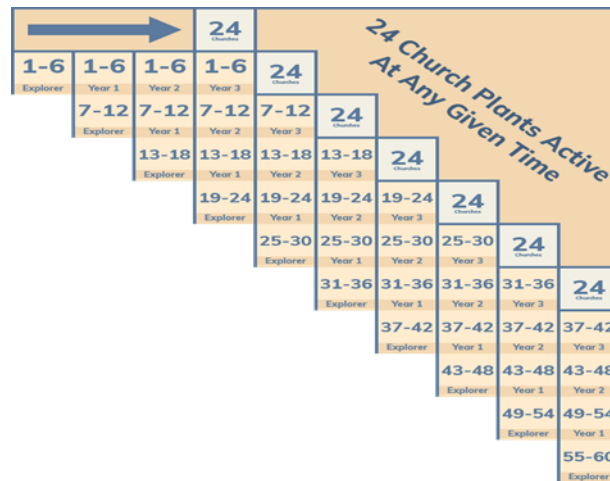 24
Churches
24 Church Plants Active
At Any Given Time
1-6 1-6 1-6 1-6 24
Explorer Year 1 Year 2 Year 3 Churches
7-12 7-12 7-12 7-12 24
Explorer Year 1 Year 2 Year 3 Churches
13-18 13-18 13-18 13-18 24
Explorer Year 1 Year 2 Year 3 Churches
19-24 19-24 19-24 19-24 24
Explorer Year 1 Year 2 Year 3 Churches
25-30 25-30 25-30 25-30 24
Explorer Year 1 Year 2 Year 3 Churches
31-36 31-36 31-36 31-36 24
Explorer Year 1 Year 2 Year 3 Churches
37-42 37-42 37-42 37-42
Explorer Year 1 Year 2 Year 3
43-48 43-48 43-48
Explorer Year 1 Year 2
49-54 49-54
Explorer Year 1
55-60
Explorer